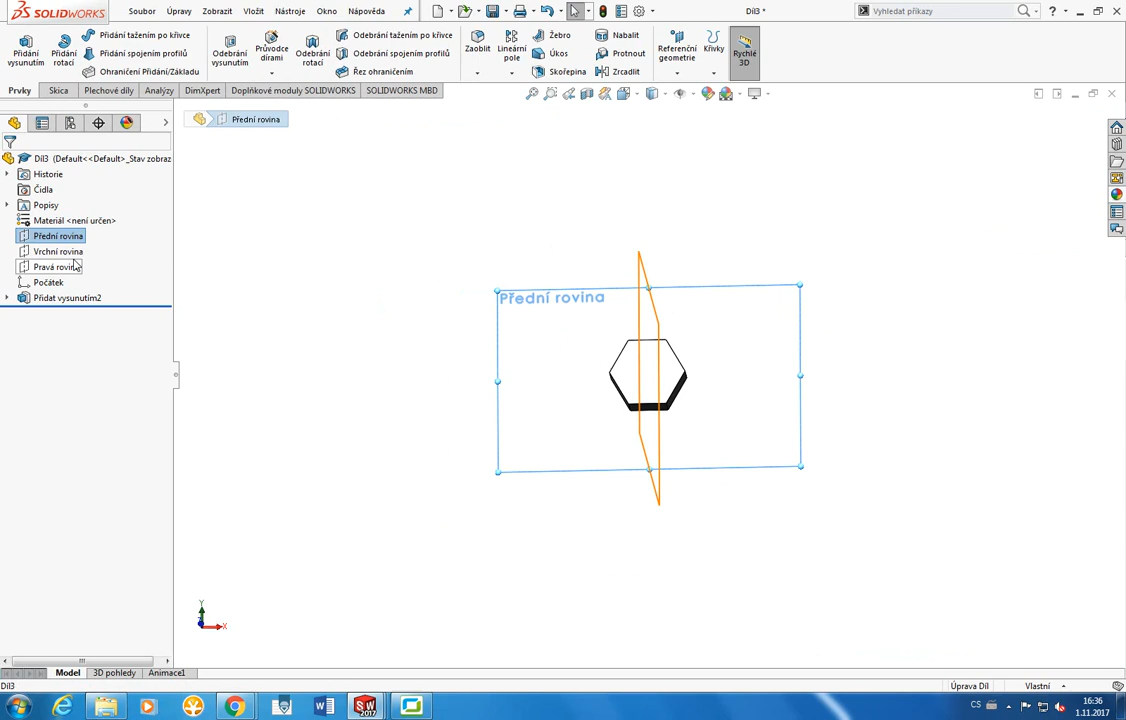 SOLIDWORKS
Soubor
Úpravy
Zobrazit
Vložit
Nástroje
Okno
Nápověda
Díl3 *
Vyhledat příkazy
Přidání vysunutím
Přidání rotací
Přidání tažením po křivce
Přidání spojením profilů
Ohraničení Přidání/Základu
Odebrání vysunutím
Průvodce dírami
Odebrání rotací
Odebrání tažením po křivce
Odebrání spojením profilů
Řez ohraničením
Zaoblit
Lineární pole
Žebro
Úkos
Skořepina
Nabalit
Protnout
Zrcadlit
Referenční geometrie
Křivky
Rychlé 3D
Prvky
Skica
Plechové díly
Analýzy
DimXpert
Doplňkové moduly SOLIDWORKS
SOLIDWORKS MBD
Přední rovina
Díl3 (Default<<Default>_Stav zobraz
Historie
Čidla
Popisy
Materiál <není určen>
Přední rovina
Vrchní rovina
Pravá rovina
Počátek
Přidat vysunutím2
Přední rovina
Y
X
Model
3D pohledy
Animace1
Díl3
Úprava Díl
Vlastní
SW
2017
CS
16:36
1.11.2017